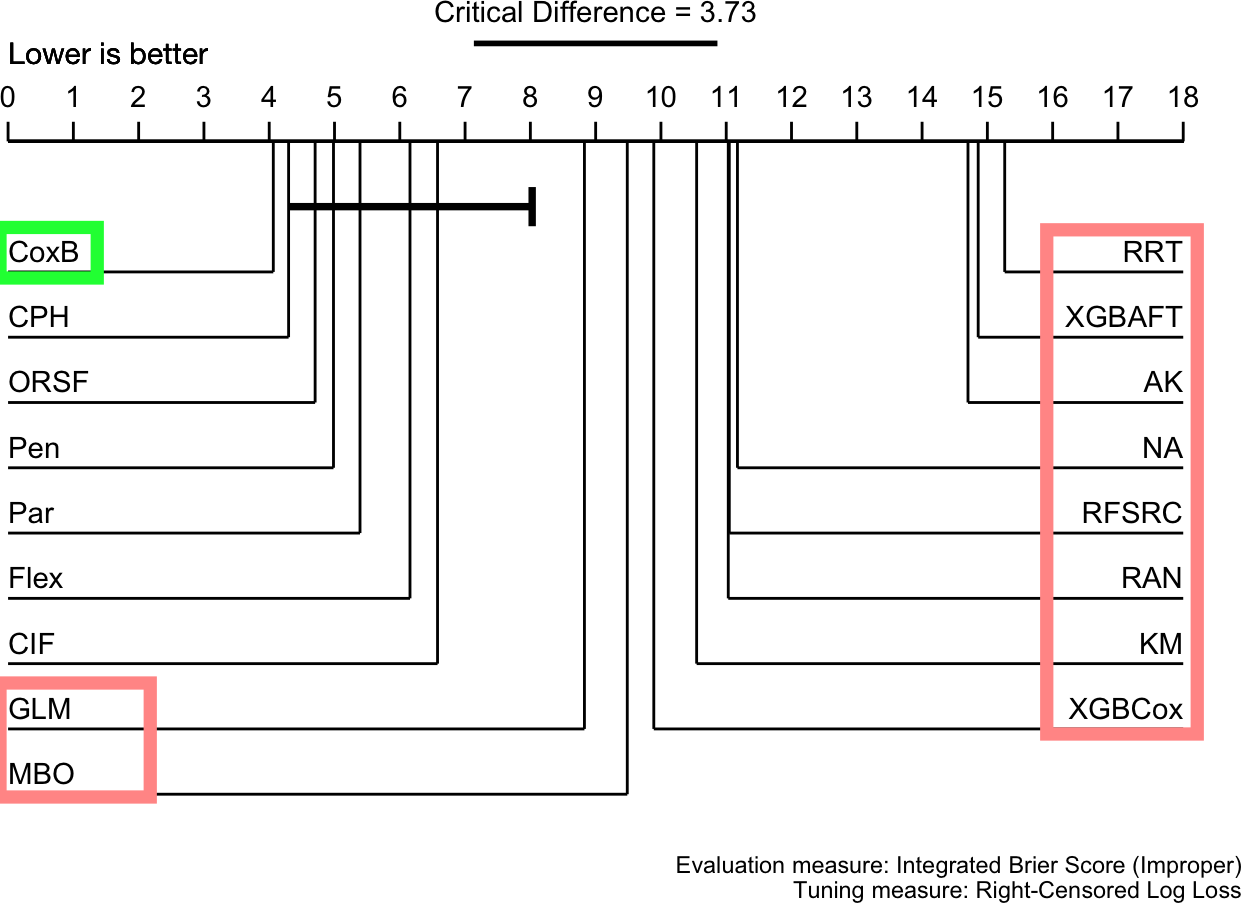 Critical Difference = 3.73
Lower is better
0 1 2 3 4 5 6 7 8 9 10 11 12 13 14 15 16 17 18
CoxB
RRT
CPH
XGBAFT
ORSF
AK
Pen
NA
Par
RFSRC
Flex
RAN
CIF
KM
GLM
XGBCox
MBO
Evaluation measure: Integrated Brier Score (Improper)
Tuning measure: Right-Censored Log Loss